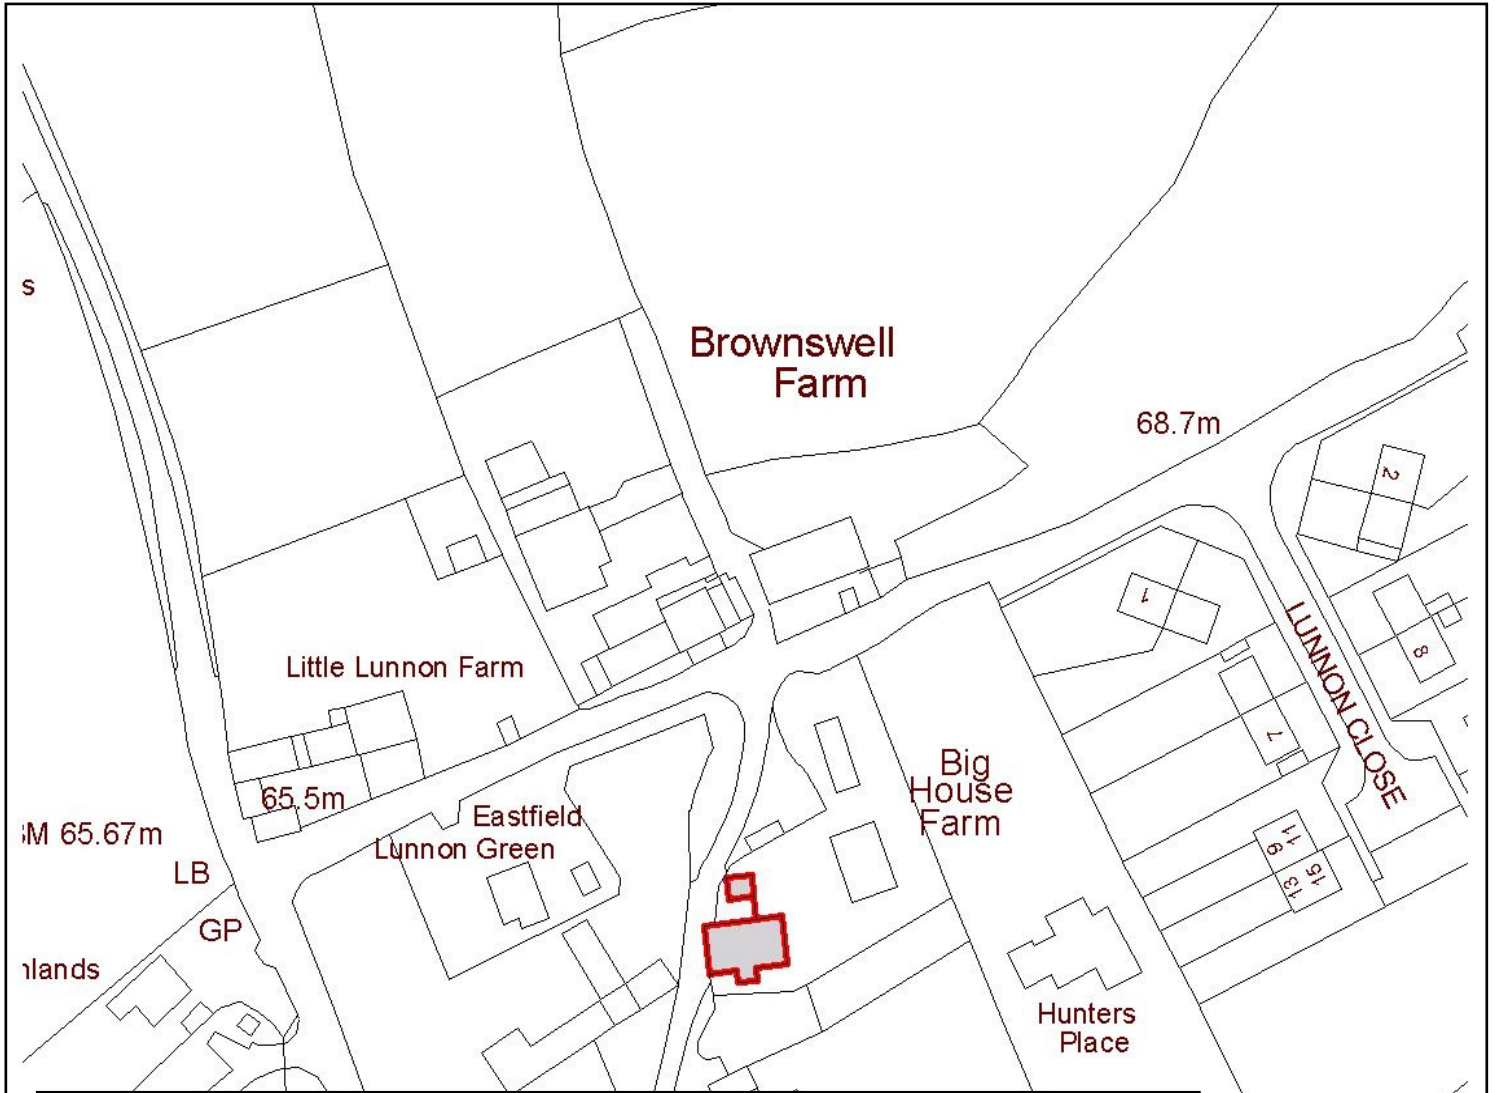 s
Brownswell
Farm
68.7m
2
1
8
LUNNON CLOSE
Little Lunnon Farm
7
Big
House
Farm
65.5m
Eastfield
Lunnon Green
M 65.67m
LB
11
9
15
13
GP
lands
Hunters
Place